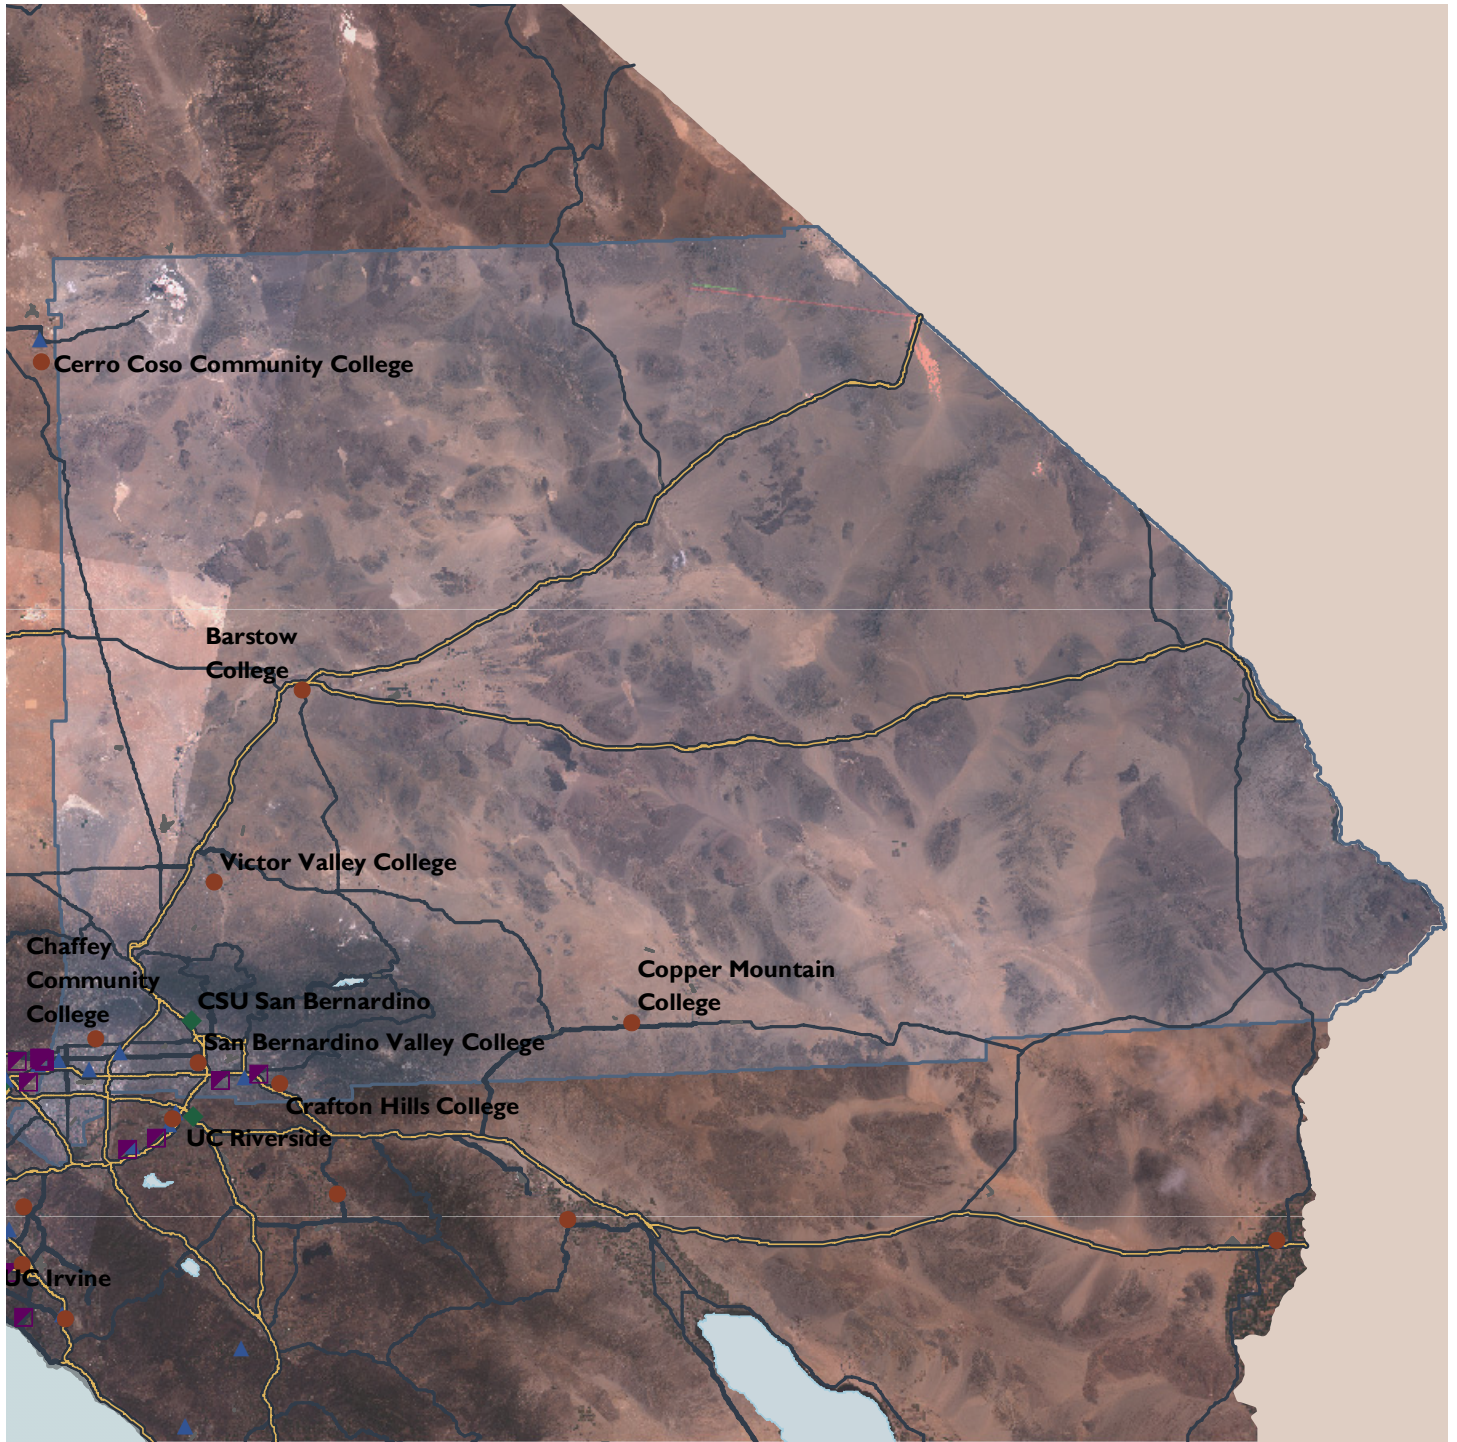 Cerro Coso Community College
Barstow
College
Victor Valley College
Chaffey
Community
College
Copper Mountain
College
CSU San Bernardino
San Bernardino Valley College
Crafton Hills College
UC Riverside
UC Irvine